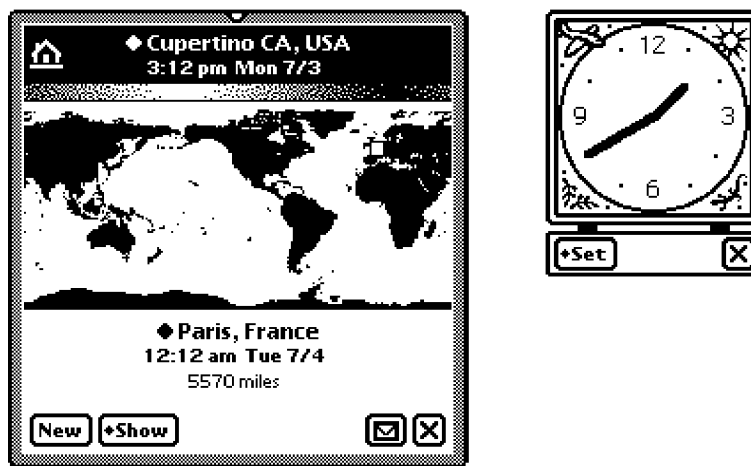 ◆Cupertino CA, USA
3:12 pm Mon 7/3
◆Paris, France
12:12 am Tue 7/4
5570 miles
New
◆Show
12
9
3
6
◆Set